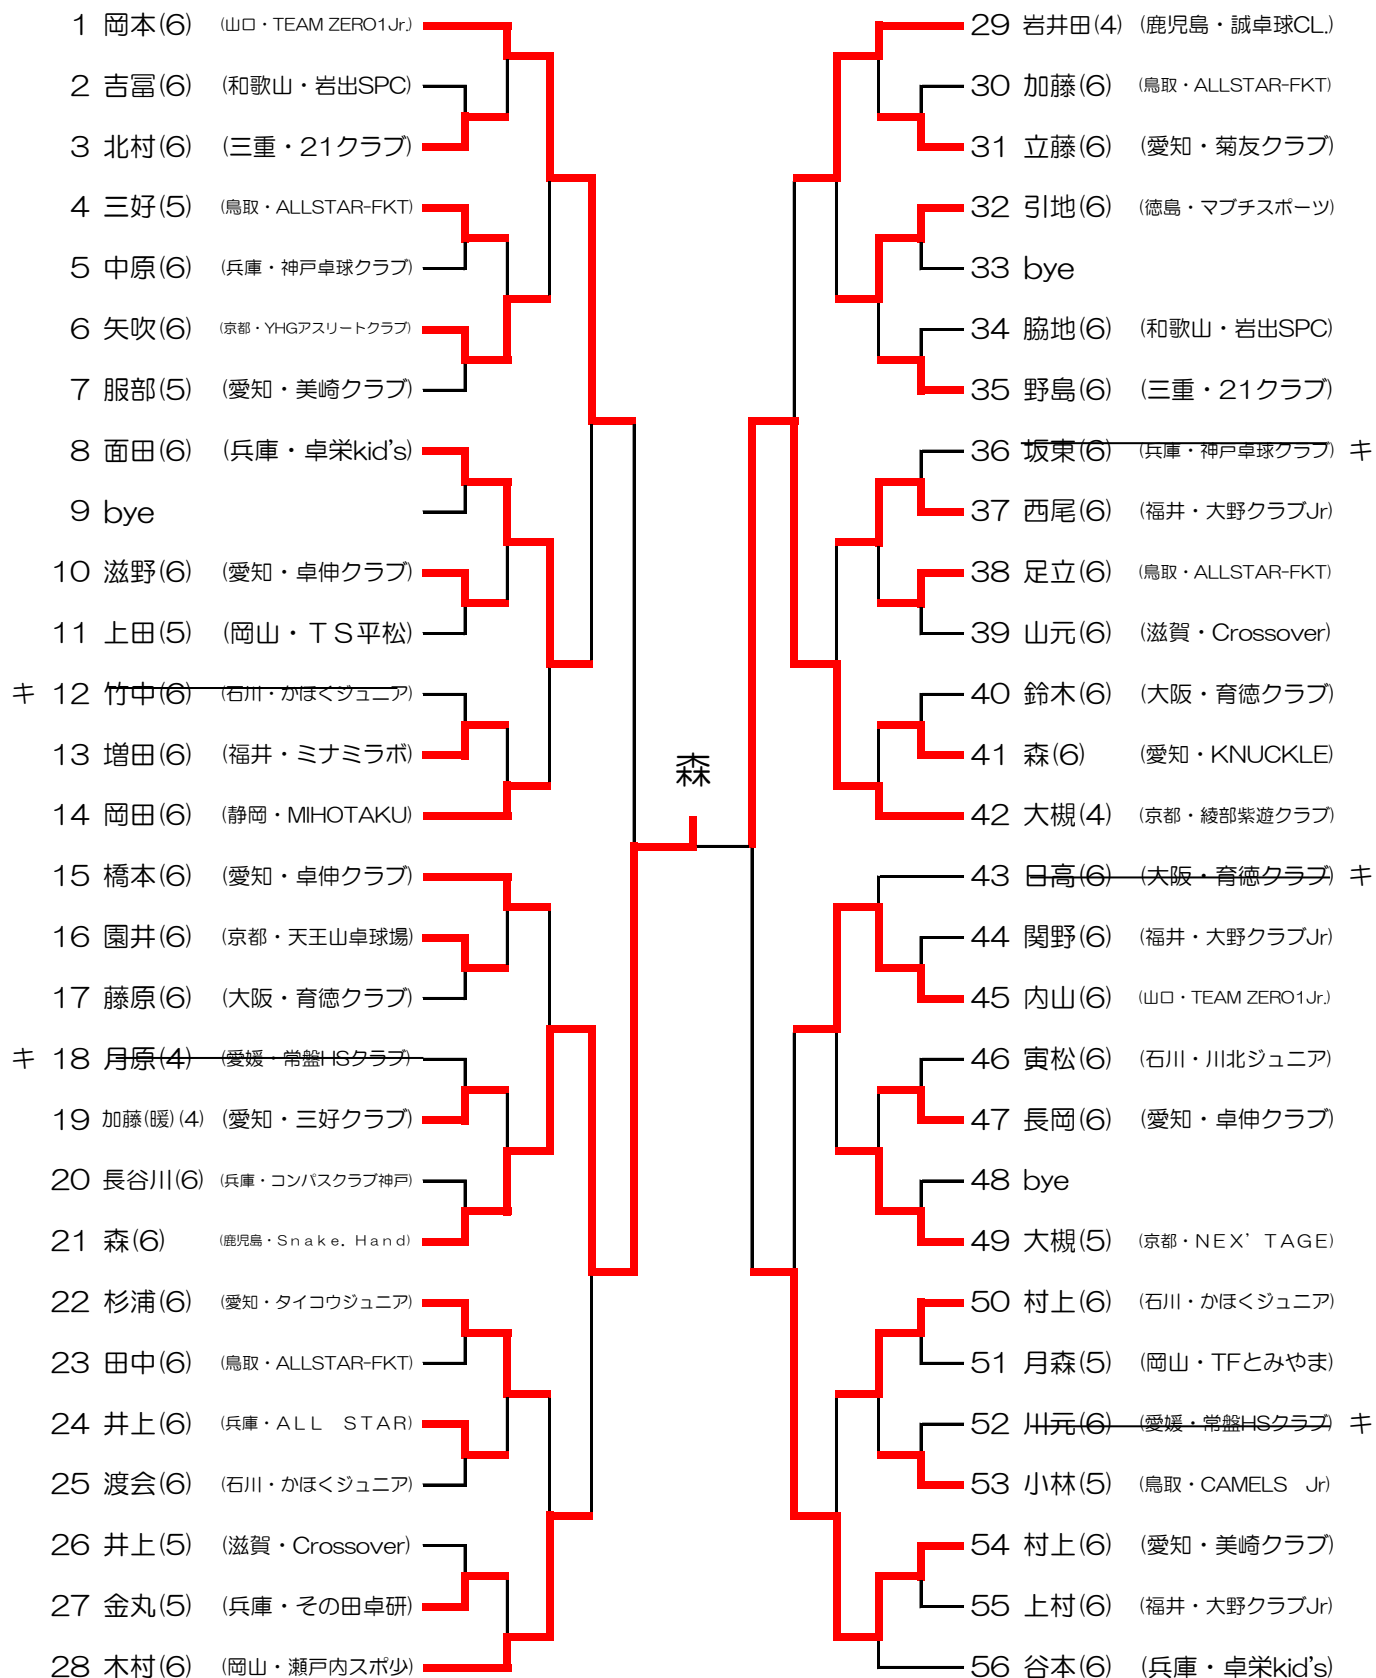 1 岡本(6) (山口・TEAM ZERO1Jr.)
2 吉冨(6) (和歌山・岩出SPC)
3 北村(6) (三重・21クラブ)
4 三好(5) (鳥取・ALLSTAR-FKT)
5 中原(6) (兵庫・神戸卓球クラブ)
6 矢吹(6) (京都・YHGアスリートクラブ)
7 服部(5) (愛知・美崎クラブ)
8 面田(6) (兵庫・卓栄kid's)
9 bye
10 滋野(6) (愛知・卓伸クラブ)
11 上田(5) (岡山・ＴＳ平松)
キ 12 竹中(6) (石川・かほくジュニア)
13 増田(6) (福井・ミナミラボ)
14 岡田(6) (静岡・MIHOTAKU)
15 橋本(6) (愛知・卓伸クラブ)
16 園井(6) (京都・天王山卓球場)
17 藤原(6) (大阪・育徳クラブ)
キ 18 月原(4) (愛媛・常盤HSクラブ)
19 加藤(暖)(4) (愛知・三好クラブ)
20 長谷川(6) (兵庫・コンパスクラブ神戸)
21 森(6) (鹿児島・Ｓｎａｋｅ．Ｈａｎｄ)
22 杉浦(6) (愛知・タイコウジュニア)
23 田中(6) (鳥取・ALLSTAR-FKT)
24 井上(6) (兵庫・ＡＬＬ　ＳＴＡＲ)
25 渡会(6) (石川・かほくジュニア)
26 井上(5) (滋賀・Crossover)
27 金丸(5) (兵庫・その田卓研)
28 木村(6) (岡山・瀬戸内スポ少)
森
29 岩井田(4) (鹿児島・誠卓球CL.)
30 加藤(6) (鳥取・ALLSTAR-FKT)
31 立藤(6) (愛知・菊友クラブ)
32 引地(6) (徳島・マブチスポーツ)
33 bye
34 脇地(6) (和歌山・岩出SPC)
35 野島(6) (三重・21クラブ)
36 坂東(6) (兵庫・神戸卓球クラブ) キ
37 西尾(6) (福井・大野クラブJr)
38 足立(6) (鳥取・ALLSTAR-FKT)
39 山元(6) (滋賀・Crossover)
40 鈴木(6) (大阪・育徳クラブ)
41 森(6) (愛知・KNUCKLE)
42 大槻(4) (京都・綾部紫遊クラブ)
43 日高(6) (大阪・育徳クラブ) キ
44 関野(6) (福井・大野クラブJr)
45 内山(6) (山口・TEAM ZERO1Jr.)
46 寅松(6) (石川・川北ジュニア)
47 長岡(6) (愛知・卓伸クラブ)
48 bye
49 大槻(5) (京都・ＮＥＸ’ＴＡＧＥ)
50 村上(6) (石川・かほくジュニア)
51 月森(5) (岡山・TFとみやま)
52 川元(6) (愛媛・常盤HSクラブ) キ
53 小林(5) (鳥取・CAMELS　Jr)
54 村上(6) (愛知・美崎クラブ)
55 上村(6) (福井・大野クラブJr)
56 谷本(6) (兵庫・卓栄kid's)